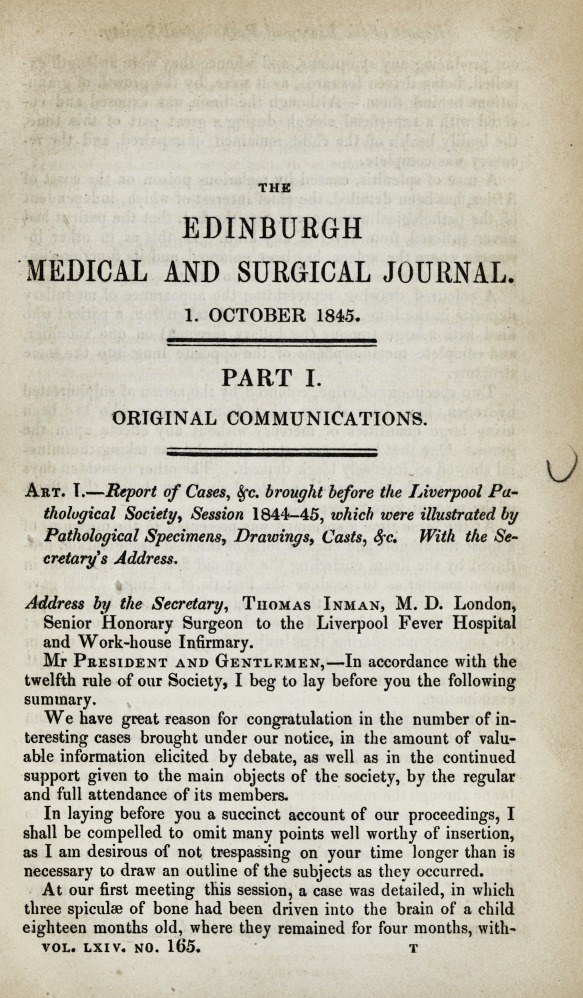 THE
EDINBURGH
MEDICAL AND SURGICAL JOURNAL.
1. OCTOBER 1845.
PART I.
ORIGINAL COMMUNICATIONS.
ART. I.—Report of Cases, &c. brought before the Liverpool Pa-
thological Society, Session 1844–45, which were illustrated by
Pathological Specimens, Drawings, Casts, &c. With the Se-
cretary's Address.
Address by the Secretary, THOMAS INMAN, M. D. London,
Senior Honorary Surgeon to the Liverpool Fever Hospital
and Work-house Infirmary.
Mr PRESIDENT AND GENTLEMEN,—In accordance with the
twelfth rule of our Society, I beg to lay before you the following
summary.
We have great reason for congratulation in the number of in-
teresting cases brought under our notice, in the amount of valu-
able information elicited by debate, as well as in the continued
support given to the main objects of the society, by the regular
and full attendance of its members.
In laying before you a succinct account of our proceedings, I
shall be compelled to omit many points well worthy of insertion,
as I am desirous of not trespassing on your time longer than is
necessary to draw an outline of the subjects as they occurred.
At our first meeting this session, a case was detailed, in which
three spiculæ of bone had been driven into the brain of a child
eighteen months old, where they remained for four months, with-
VOL. LXIV. NO. 165. T